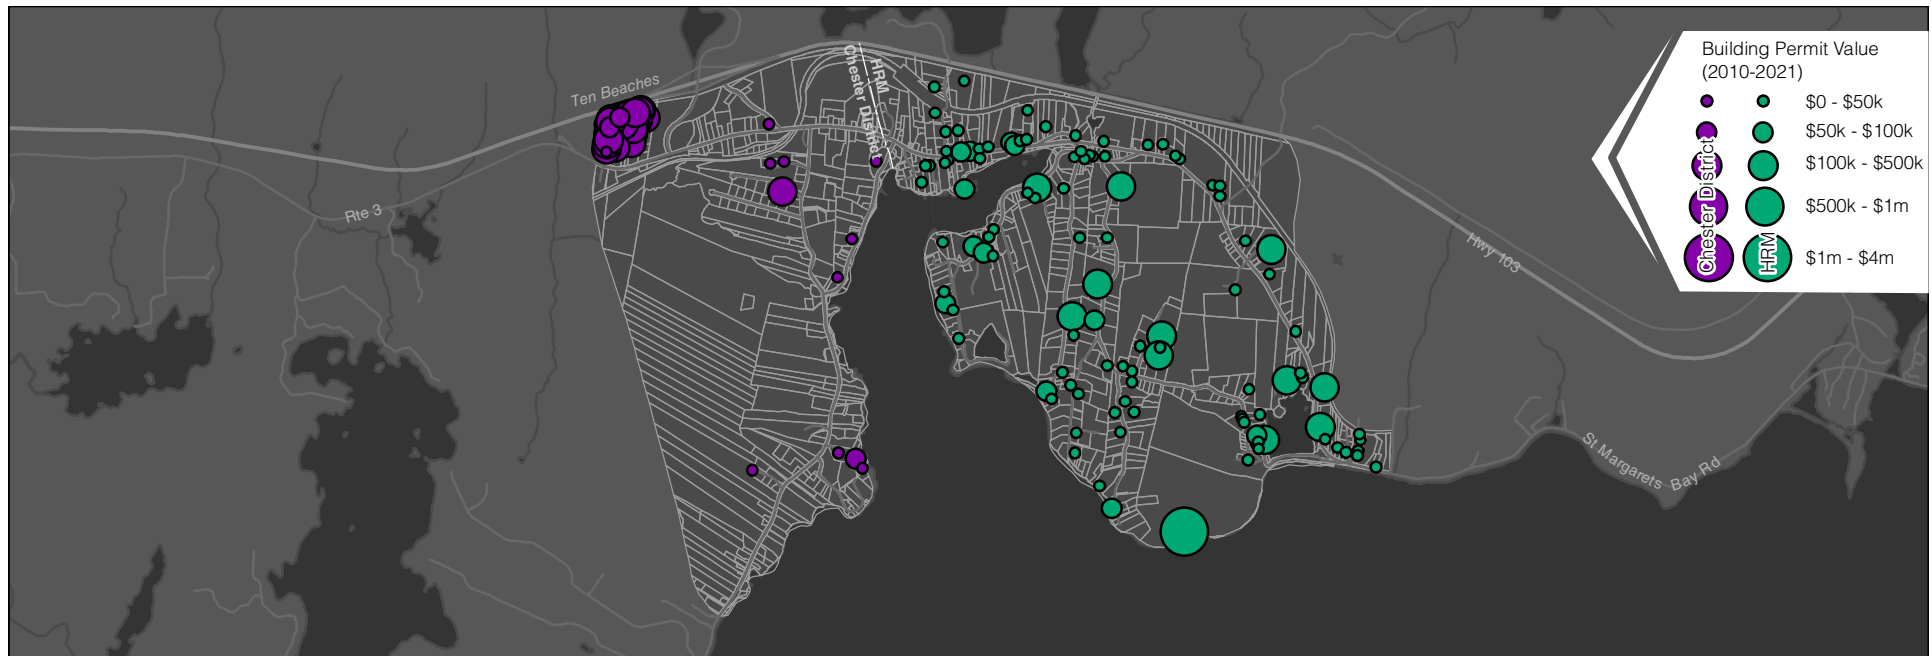 Building Permit Value
(2010-2021)
$0 - $50k
$50k - $100k
$100k - $500k
$500k - $1m
$1m - $4m
Chester District
HRM
Ten Beaches
HRM
Chester District
Rte 3
Hwy 103
St Margarets Bay Rd